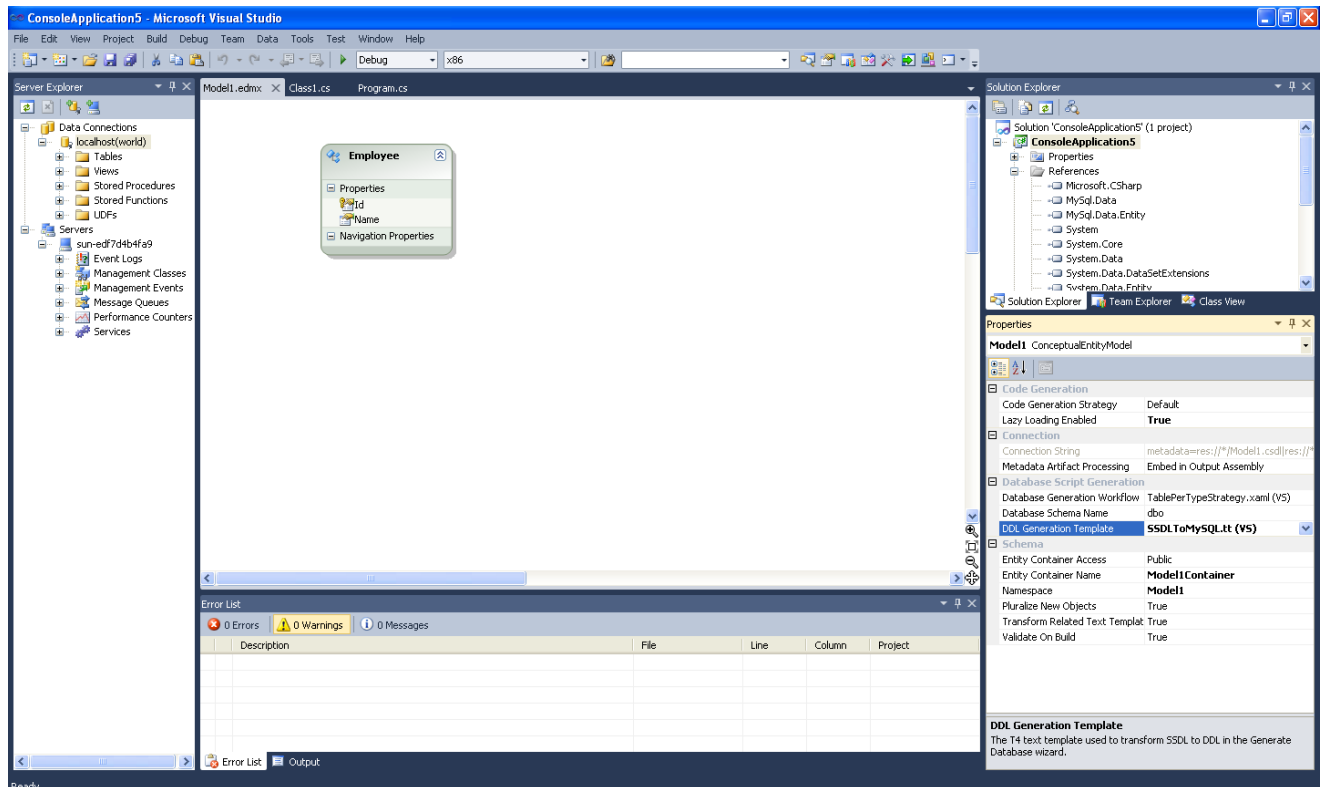 ConsoleApplication5 - Microsoft Visual Studio
File Edit View Project Build Debug Team Data Tools Test Window Help
Debug x86
Server Explorer
Data Connections
localhost(world)
Tables
Views
Stored Procedures
Stored Functions
UDFs
Servers
sun-edf7d4b4fa9
Event Logs
Management Classes
Management Events
Message Queues
Performance Counters
Services
Model1.edmx Class1.cs Program.cs
Employee
Properties
Id
Name
Navigation Properties
Error List
0 Errors 0 Warnings 0 Messages
Description File Line Column Project
Error List Output
Solution Explorer
Solution 'ConsoleApplication5' (1 project)
ConsoleApplication5
Properties
References
Microsoft.CSharp
MySql.Data
MySql.Data.Entity
System
System.Core
System.Data
System.Data.DataSetExtensions
System.Data.Entity
Solution Explorer Team Explorer Class View
Properties
Model1 ConceptualEntityModel
Code Generation
Code Generation Strategy Default
Lazy Loading Enabled True
Connection
Connection String metadata=res://*/Model1.csdl|res://*
Metadata Artifact Processing Embed in Output Assembly
Database Script Generation
Database Generation Workflow TablePerTypeStrategy.xaml (VS)
Database Schema Name dbo
DDL Generation Template SSDLToMySQL.tt (VS)
Schema
Entity Container Access Public
Entity Container Name Model1Container
Namespace Model1
Pluralize New Objects True
Transform Related Text Templat True
Validate On Build True
DDL Generation Template
The T4 text template used to transform SSDL to DDL in the Generate
Database wizard.
Ready